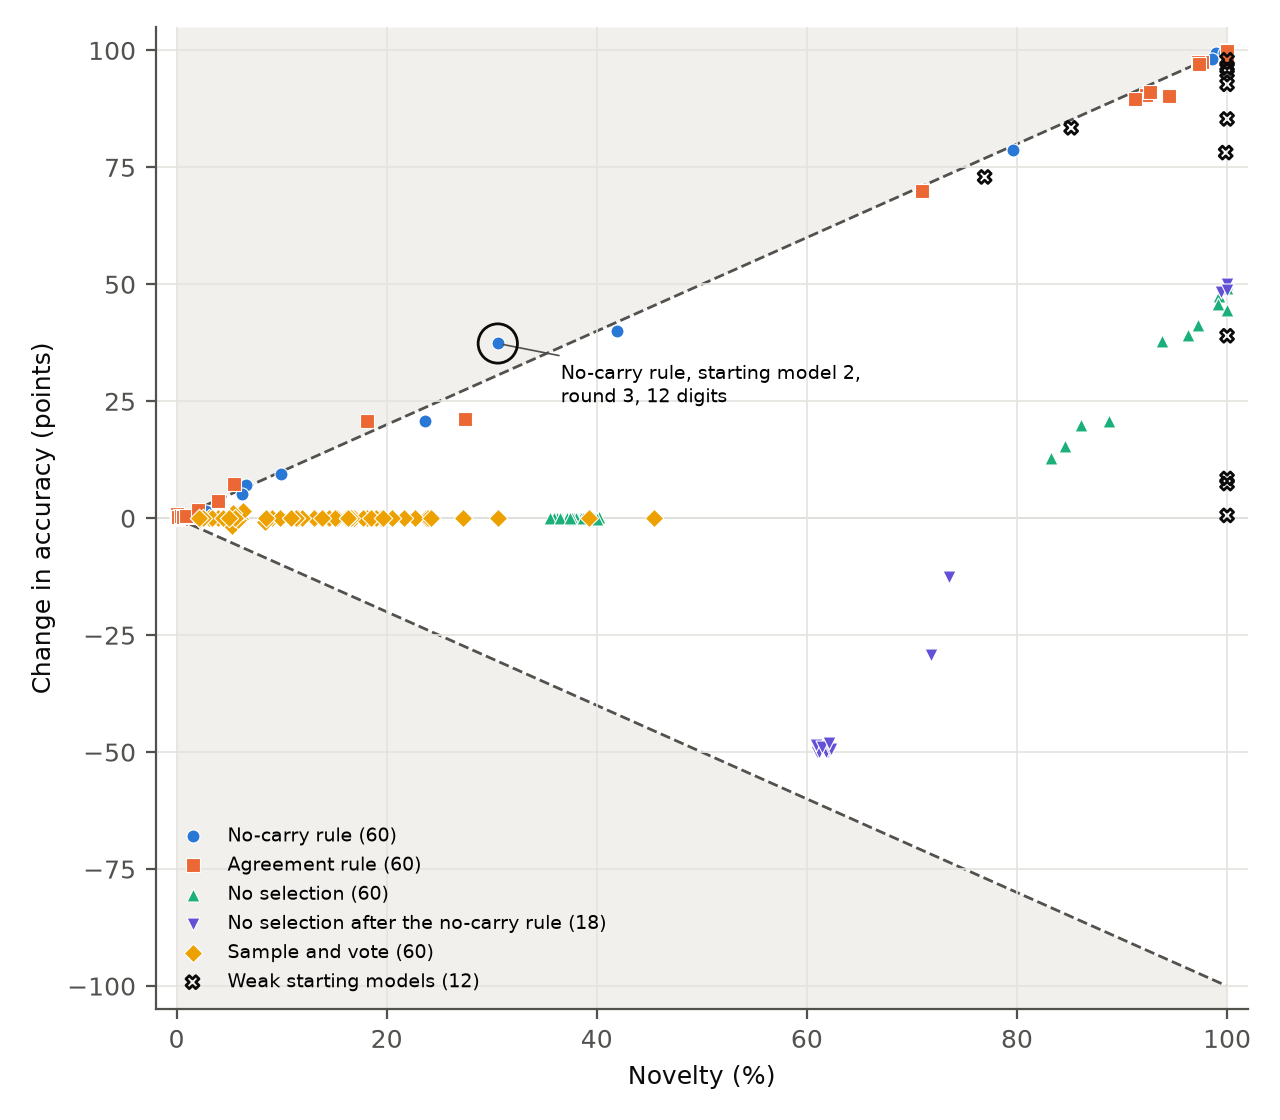 100
75
50
25
0
−25
−50
−75
−100
Change in accuracy (points)
No-carry rule, starting model 2,
round 3, 12 digits
No-carry rule (60)
Agreement rule (60)
No selection (60)
No selection after the no-carry rule (18)
Sample and vote (60)
Weak starting models (12)
0
20
40
60
80
100
Novelty (%)